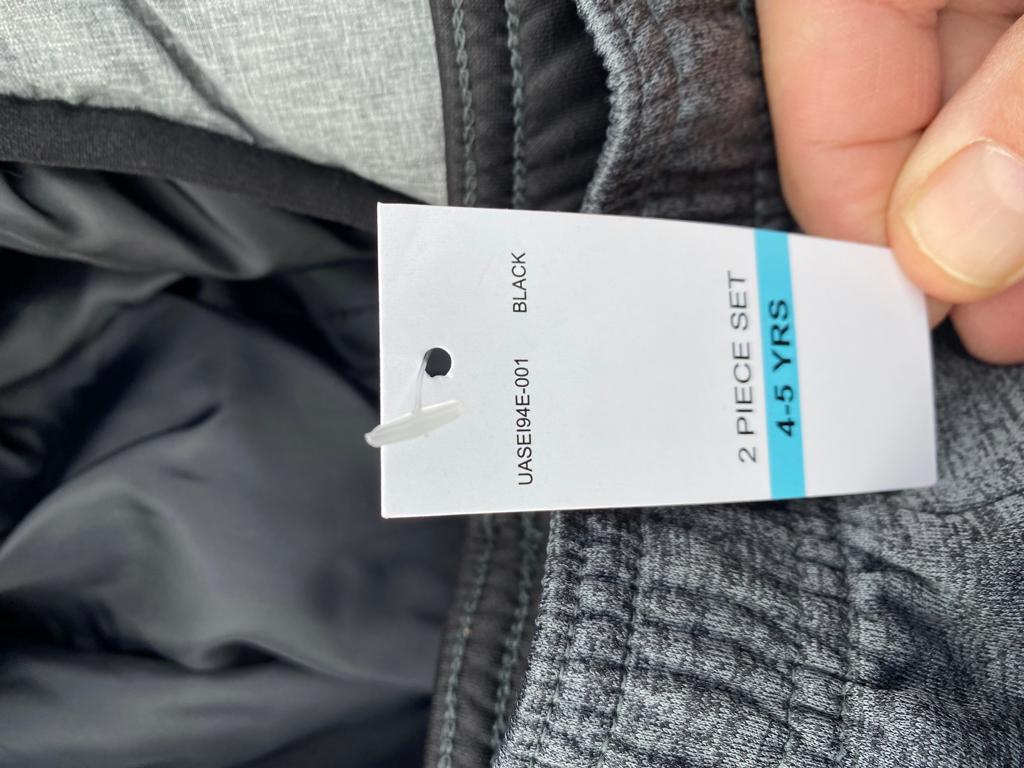 UASEI94E-001 BLACK
2 PIECE SET
4-5 YRS